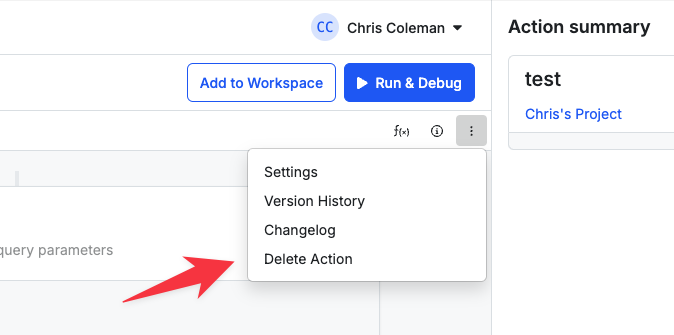 CC Chris Coleman
Action summary
Add to Workspace
Run & Debug
test
Chris's Project
f(x)
Settings
Version History
Changelog
Delete Action
query parameters